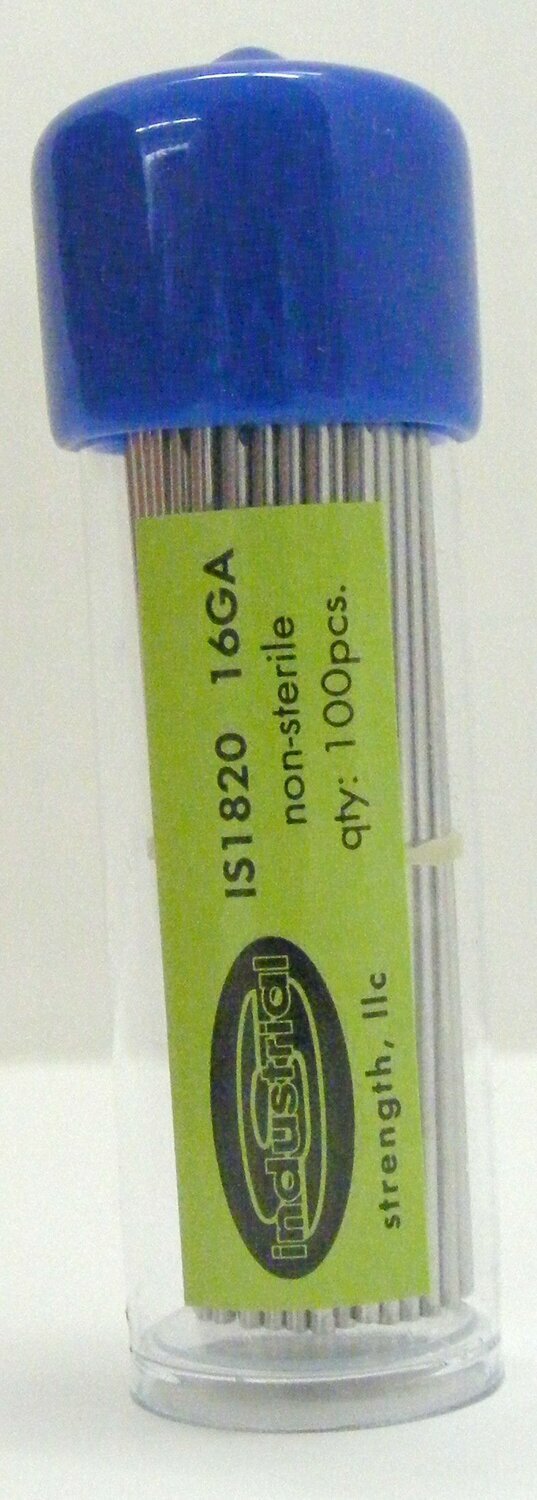 IS1820 16GA
non-sterile
qty: 100pcs.
industrial
strength, llc